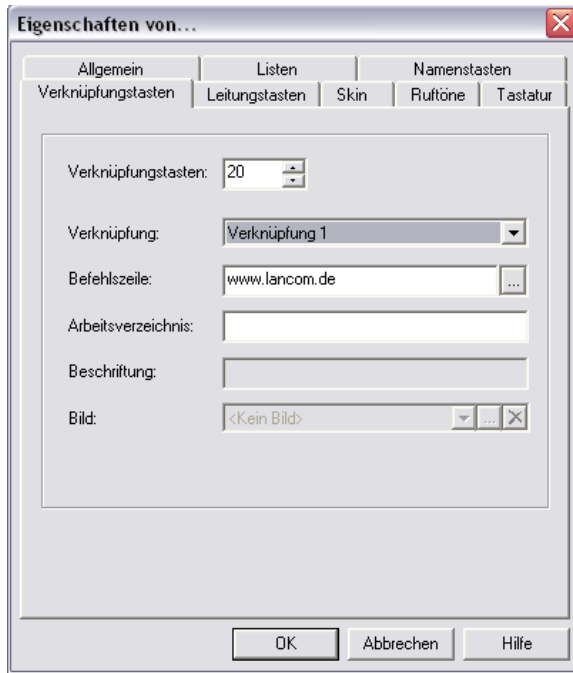 Eigenschaften von...
Allgemein Listen Namenstasten
Verknüpfungstasten Leitungstasten Skin Ruftöne Tastatur
Verknüpfungstasten: 20
Verknüpfung: Verknüpfung 1
Befehlszeile: www.lancom.de ...
Arbeitsverzeichnis:
Beschriftung:
Bild: <Kein Bild> ...
OK Abbrechen Hilfe